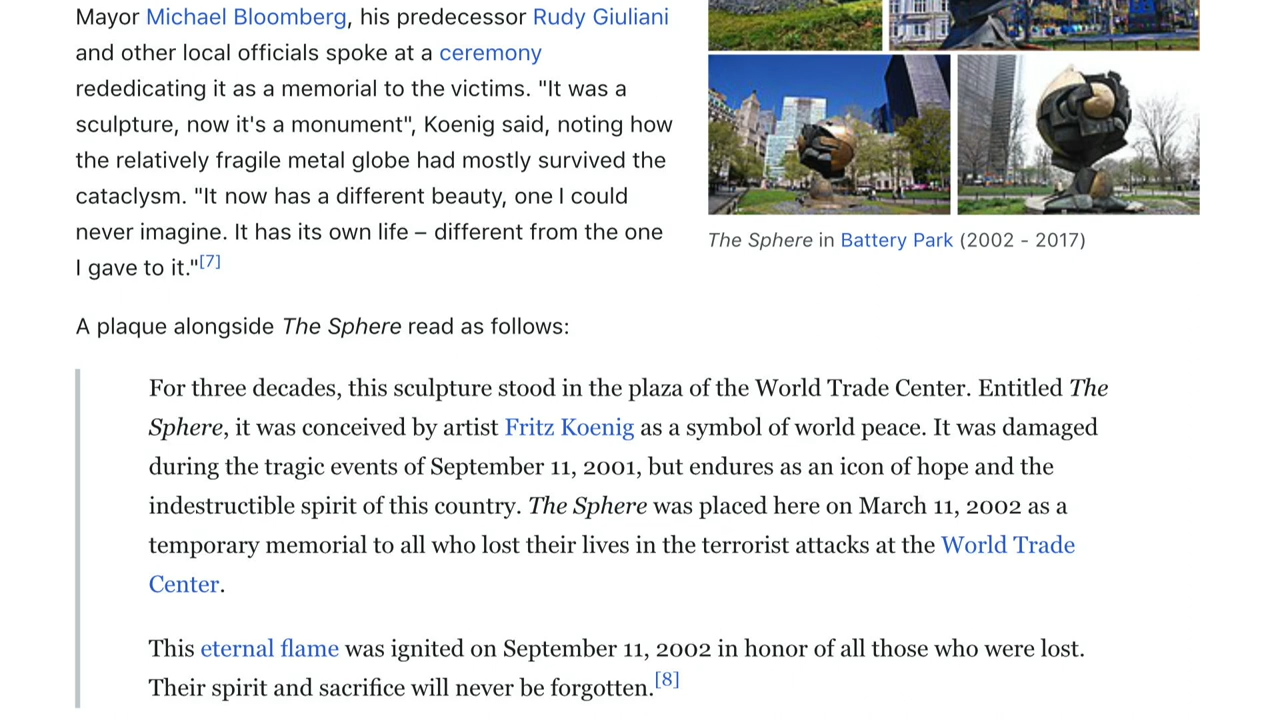 Mayor Michael Bloomberg, his predecessor Rudy Giuliani
and other local officials spoke at a ceremony
rededicating it as a memorial to the victims. "It was a
sculpture, now it's a monument", Koenig said, noting how
the relatively fragile metal globe had mostly survived the
cataclysm. "It now has a different beauty, one I could
never imagine. It has its own life – different from the one
I gave to it."[7]
The Sphere in Battery Park (2002 - 2017)
A plaque alongside The Sphere read as follows:
For three decades, this sculpture stood in the plaza of the World Trade Center. Entitled The
Sphere, it was conceived by artist Fritz Koenig as a symbol of world peace. It was damaged
during the tragic events of September 11, 2001, but endures as an icon of hope and the
indestructible spirit of this country. The Sphere was placed here on March 11, 2002 as a
temporary memorial to all who lost their lives in the terrorist attacks at the World Trade
Center.
This eternal flame was ignited on September 11, 2002 in honor of all those who were lost.
Their spirit and sacrifice will never be forgotten.[8]